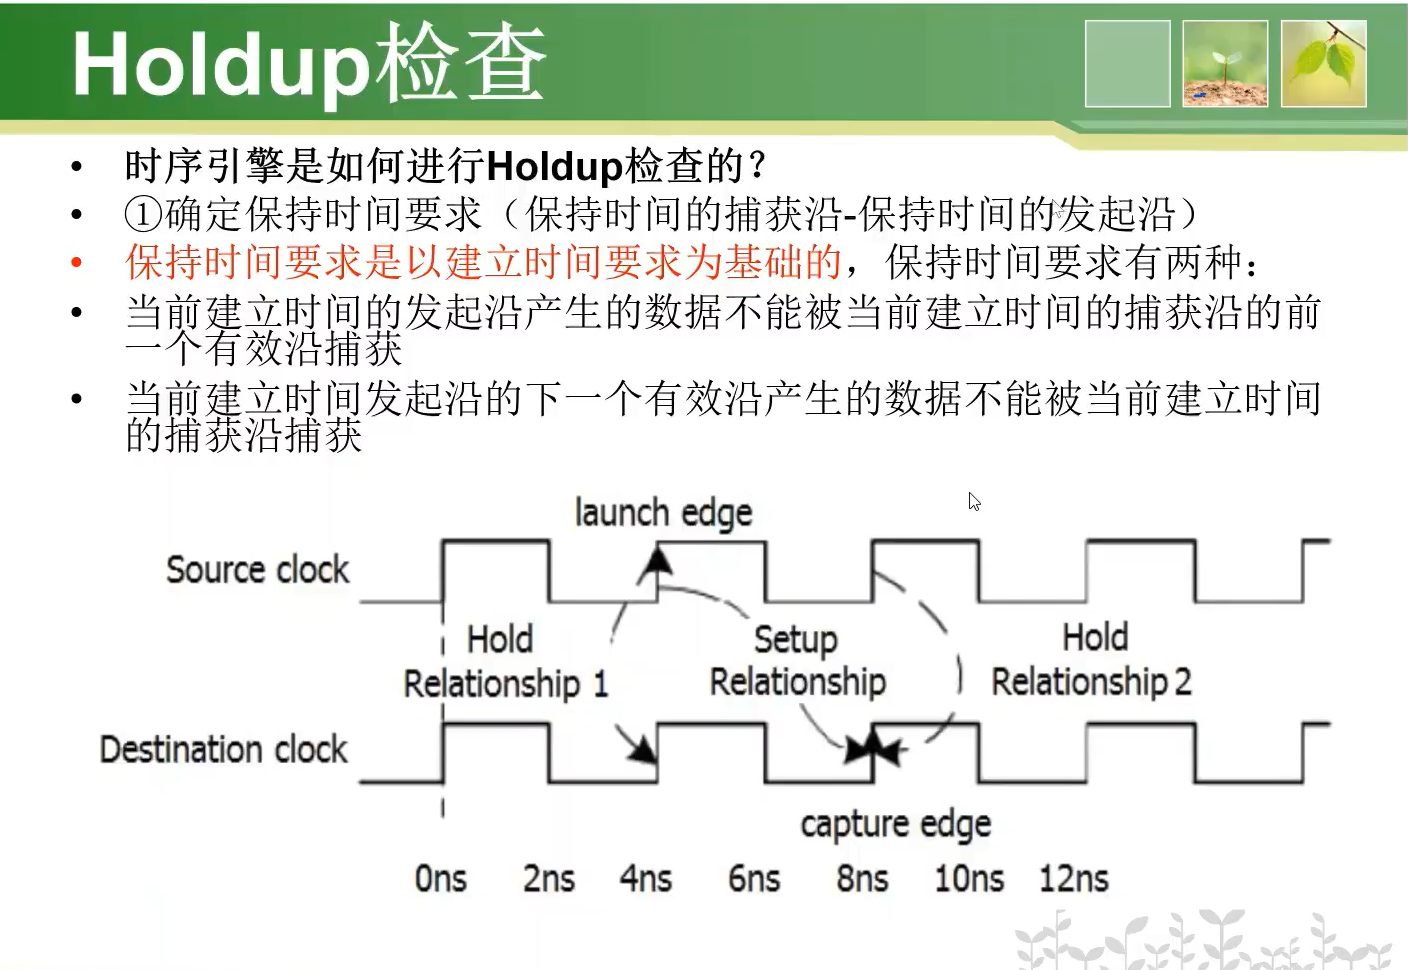 Holdup检查
• 时序引擎是如何进行Holdup检查的？
• ①确定保持时间要求（保持时间的捕获沿-保持时间的发起沿）
• 保持时间要求是以建立时间要求为基础的，保持时间要求有两种：
• 当前建立时间的发起沿产生的数据不能被当前建立时间的捕获沿的前
一个有效沿捕获
• 当前建立时间发起沿的下一个有效沿产生的数据不能被当前建立时间
的捕获沿捕获
launch edge
Source clock
Hold
Relationship 1
Setup
Relationship
Hold
Relationship 2
Destination clock
capture edge
0ns 2ns 4ns 6ns 8ns 10ns 12ns